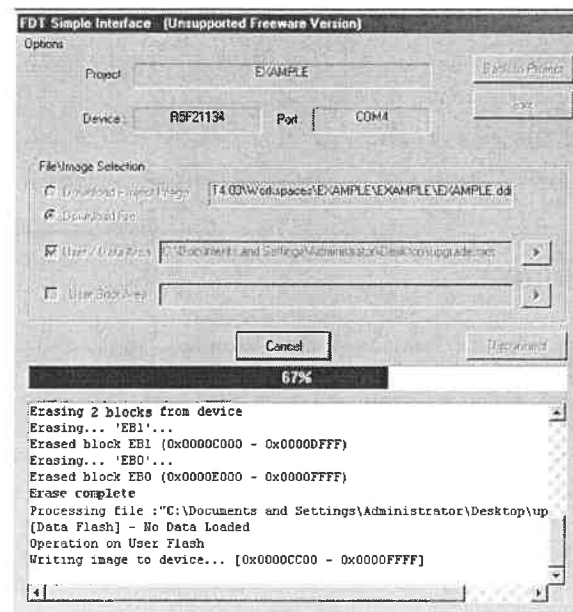 FDT Simple Interface (Unsupported Freeware Version)
Options
Project EXAMPLE Back to Project
Device: R5F21134 Port COM4
File\Image Selection
Download Project Image T4.03\Workspaces\EXAMPLE\EXAMPLE\EXAMPLE.ddi
Download File
User / Data Area C:\Documents and Settings\Administrator\Desktop\upgrade.
User Boot Area
Cancel Disconnect
67%
Erasing 2 blocks from device
Erasing... 'EB1'...
Erased block EB1 (0x0000C000 - 0x0000DFFF)
Erasing... 'EB0'...
Erased block EB0 (0x0000E000 - 0x0000FFFF)
Erase complete
Processing file :"C:\Documents and Settings\Administrator\Desktop\up
[Data Flash] - No Data Loaded
Operation on User Flash
Writing image to device... [0x0000CC00 - 0x0000FFFF]